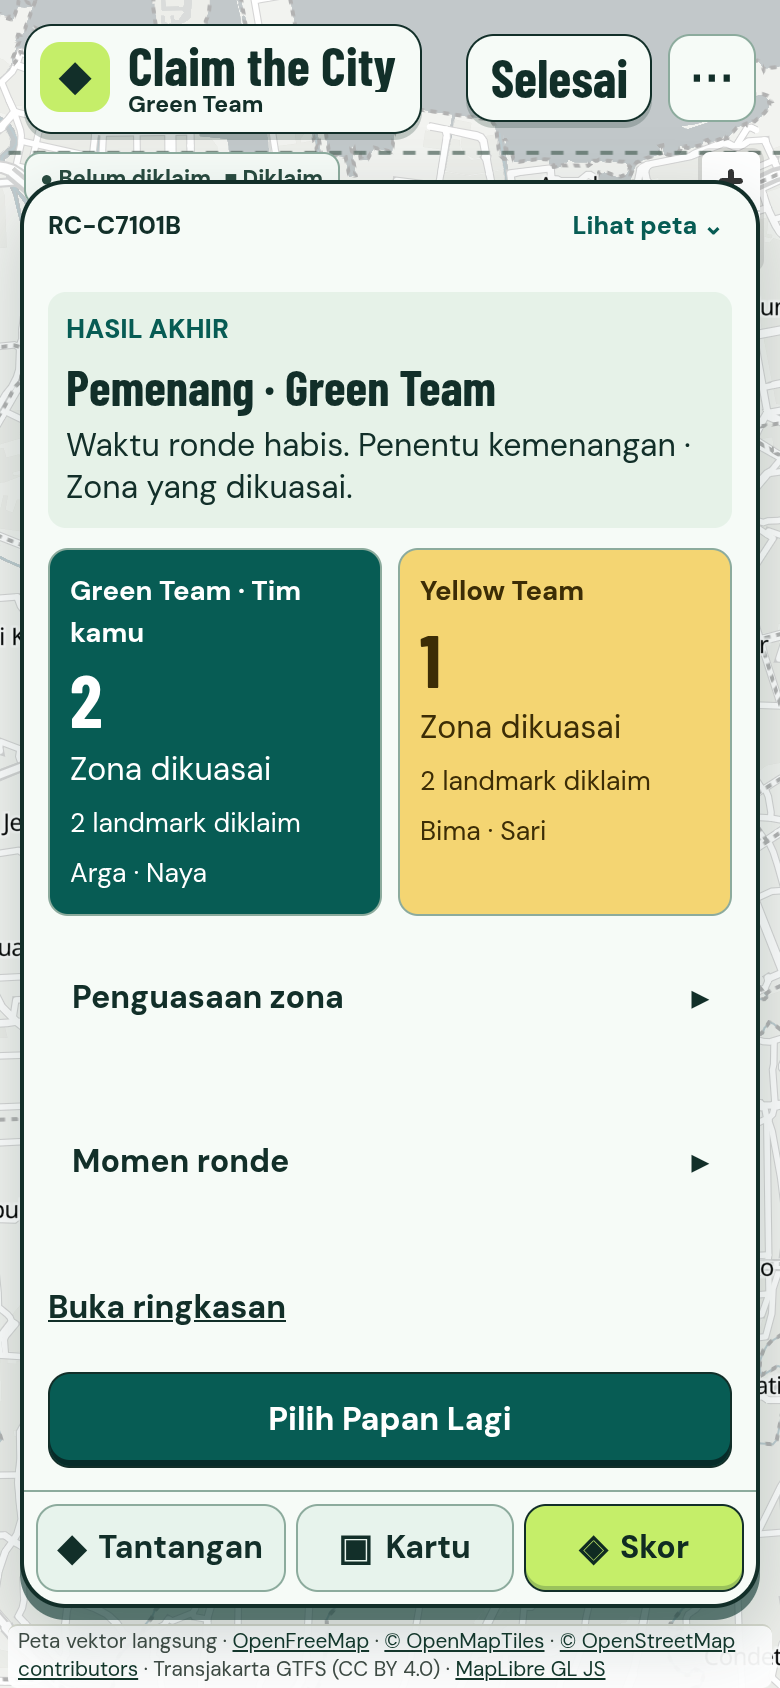 Claim the City
Green Team
Selesai
Belum diklaim Diklaim
RC-C7101B
Lihat peta
HASIL AKHIR
Pemenang · Green Team
Waktu ronde habis. Penentu kemenangan ·
Zona yang dikuasai.
Green Team · Tim
kamu
2
Zona dikuasai
2 landmark diklaim
Arga · Naya
Yellow Team
1
Zona dikuasai
2 landmark diklaim
Bima · Sari
Penguasaan zona
Momen ronde
Buka ringkasan
Pilih Papan Lagi
Tantangan
Kartu
Skor
Peta vektor langsung · OpenFreeMap · © OpenMapTiles · © OpenStreetMap
contributors · Transjakarta GTFS (CC BY 4.0) · MapLibre GL JS